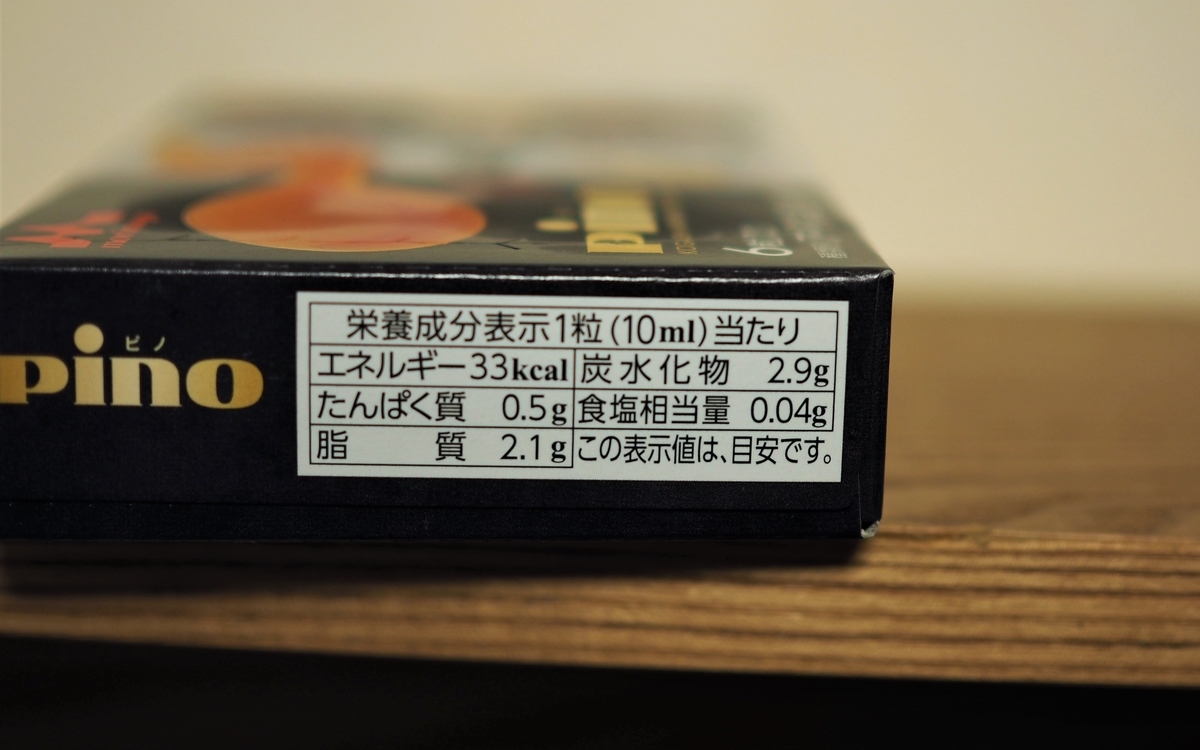 pino
6
ピノ
pino
栄養成分表示1粒(10ml)当たり
エネルギー33kcal 炭水化物 2.9g
たんぱく質 0.5g 食塩相当量 0.04g
脂質 2.1g この表示値は、目安です。